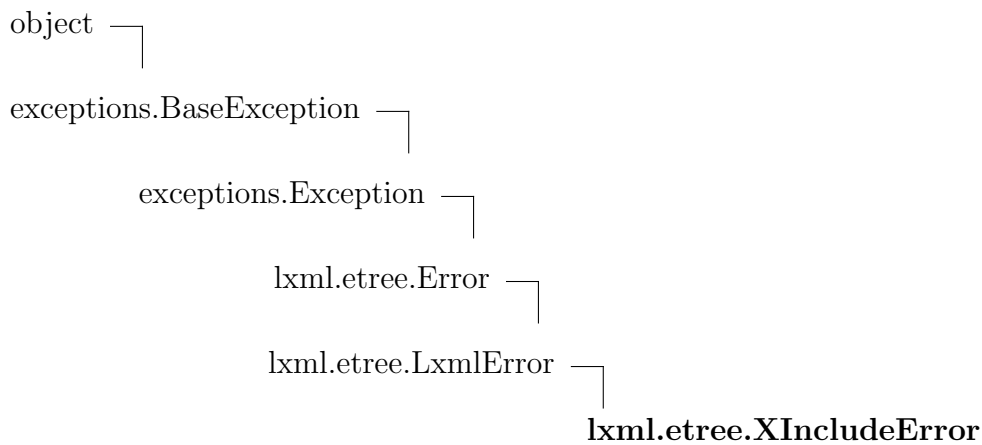 object
exceptions.BaseException
exceptions.Exception
lxml.etree.Error
lxml.etree.LxmlError
lxml.etree.XIncludeError